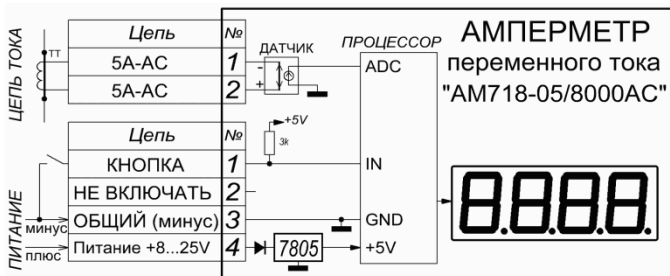 ЦЕПЬ ТОКА
ТТ
Цепь №
5А-АС 1
5А-АС 2
ДАТЧИК
-
+
ПРОЦЕССОР
ADC
IN
GND
+5V
АМПЕРМЕТР
переменного тока
"АМ718-05/8000АС"
8.8.8.8
ПИТАНИЕ
минус
плюс
Цепь №
КНОПКА 1
НЕ ВКЛЮЧАТЬ 2
ОБЩИЙ (минус) 3
Питание +8...25V 4
+5V
3k
7805